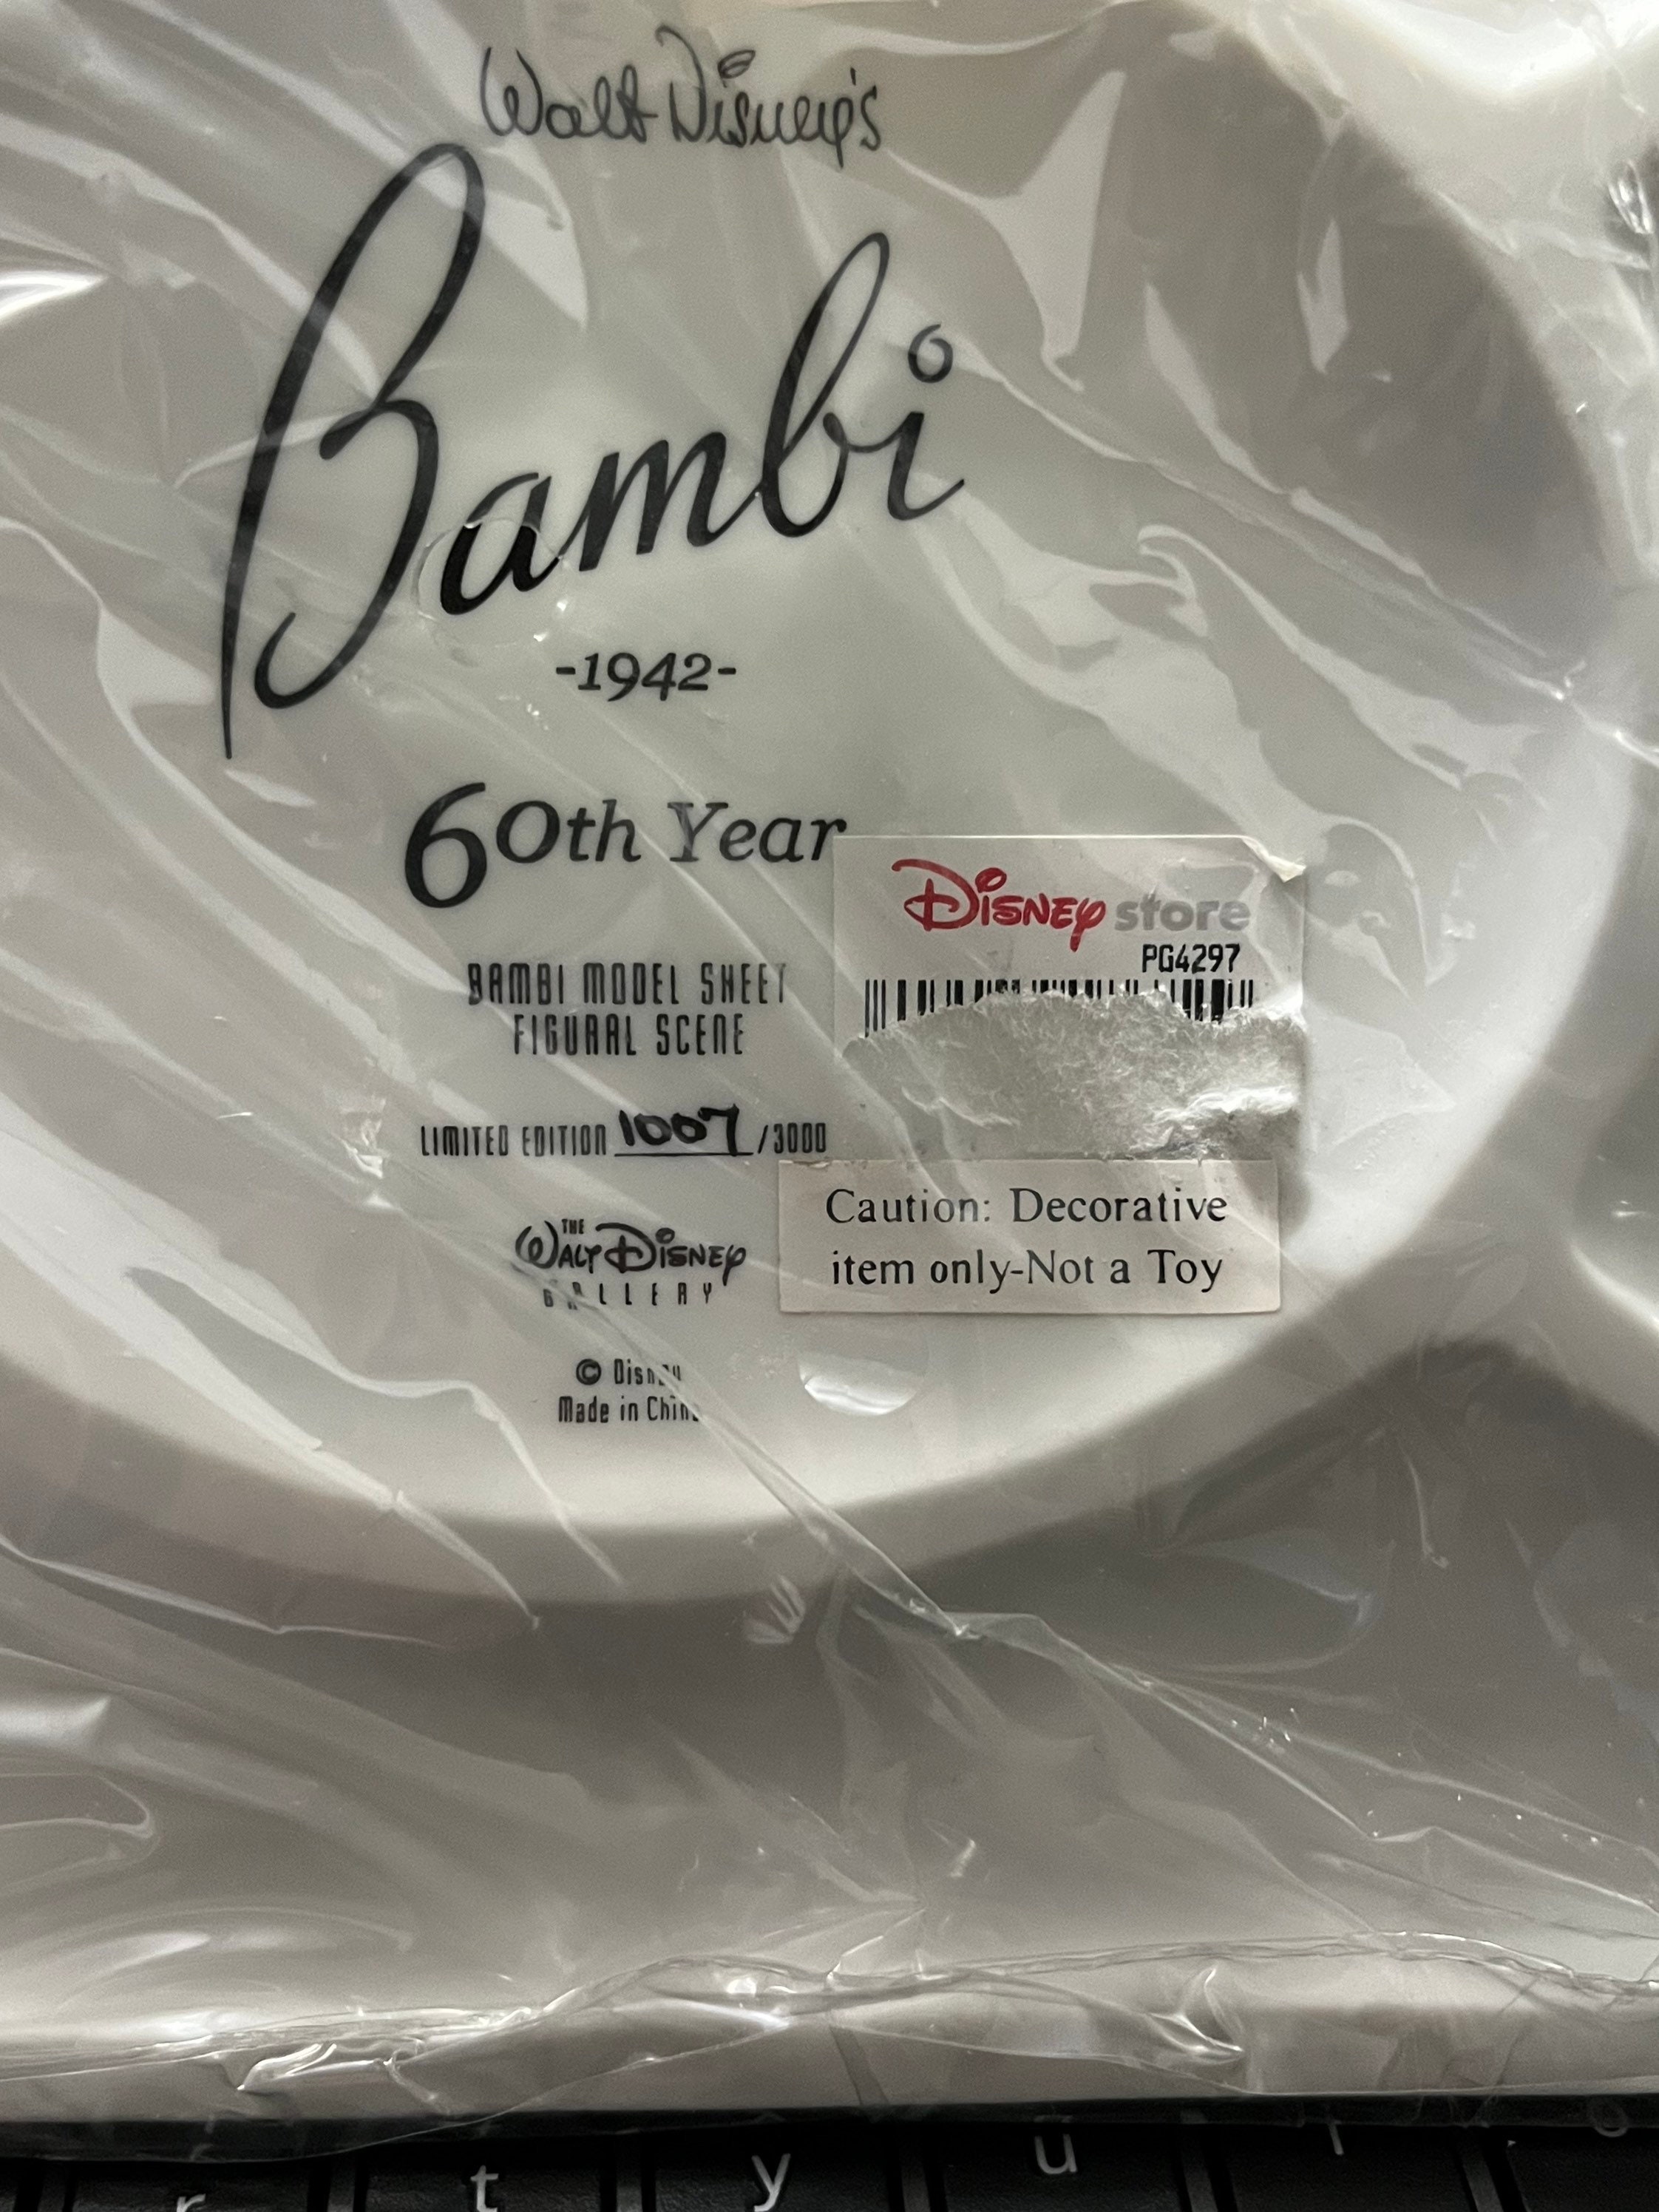 Walt Disney's
Bambi
-1942-
60th Year
Disney store
PG4297
BAMBI MODEL SHEET
FIGURAL SCENE
LIMITED EDITION 1007 /3000
Caution: Decorative
item only-Not a Toy
THE
WALT DISNEY
GALLERY
© Disney
Made in China
r t y u